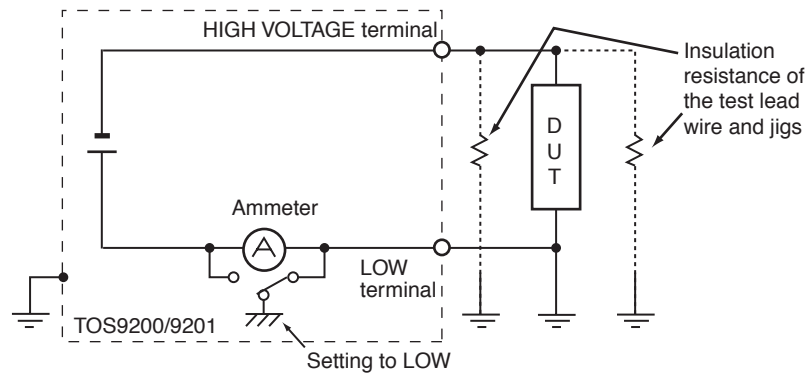 HIGH VOLTAGE terminal
Insulation
resistance of
the test lead
wire and jigs
D
U
T
Ammeter
A
LOW
terminal
TOS9200/9201
Setting to LOW